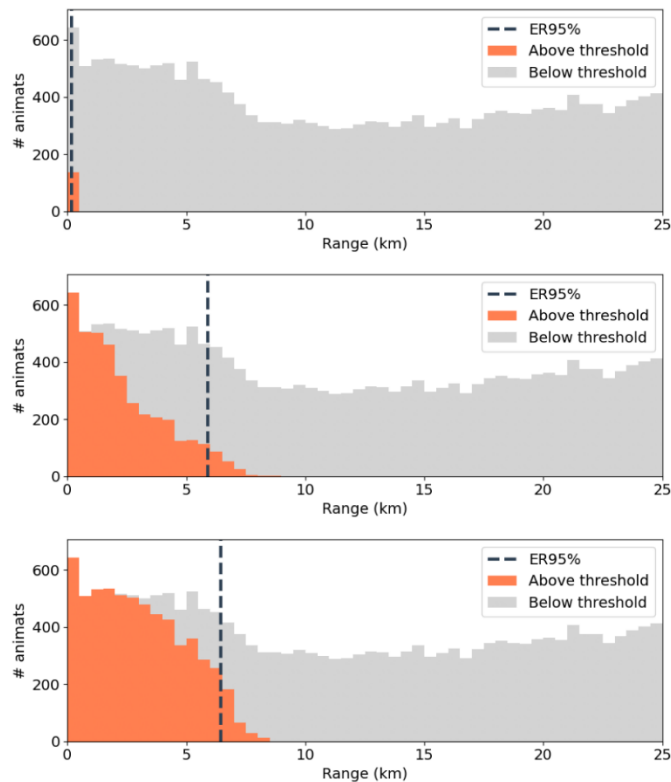 600
400
200
0
# animats
ER95%
Above threshold
Below threshold
0 5 10 15 20 25
Range (km)
600
400
200
0
# animats
ER95%
Above threshold
Below threshold
0 5 10 15 20 25
Range (km)
600
400
200
0
# animats
ER95%
Above threshold
Below threshold
0 5 10 15 20 25
Range (km)